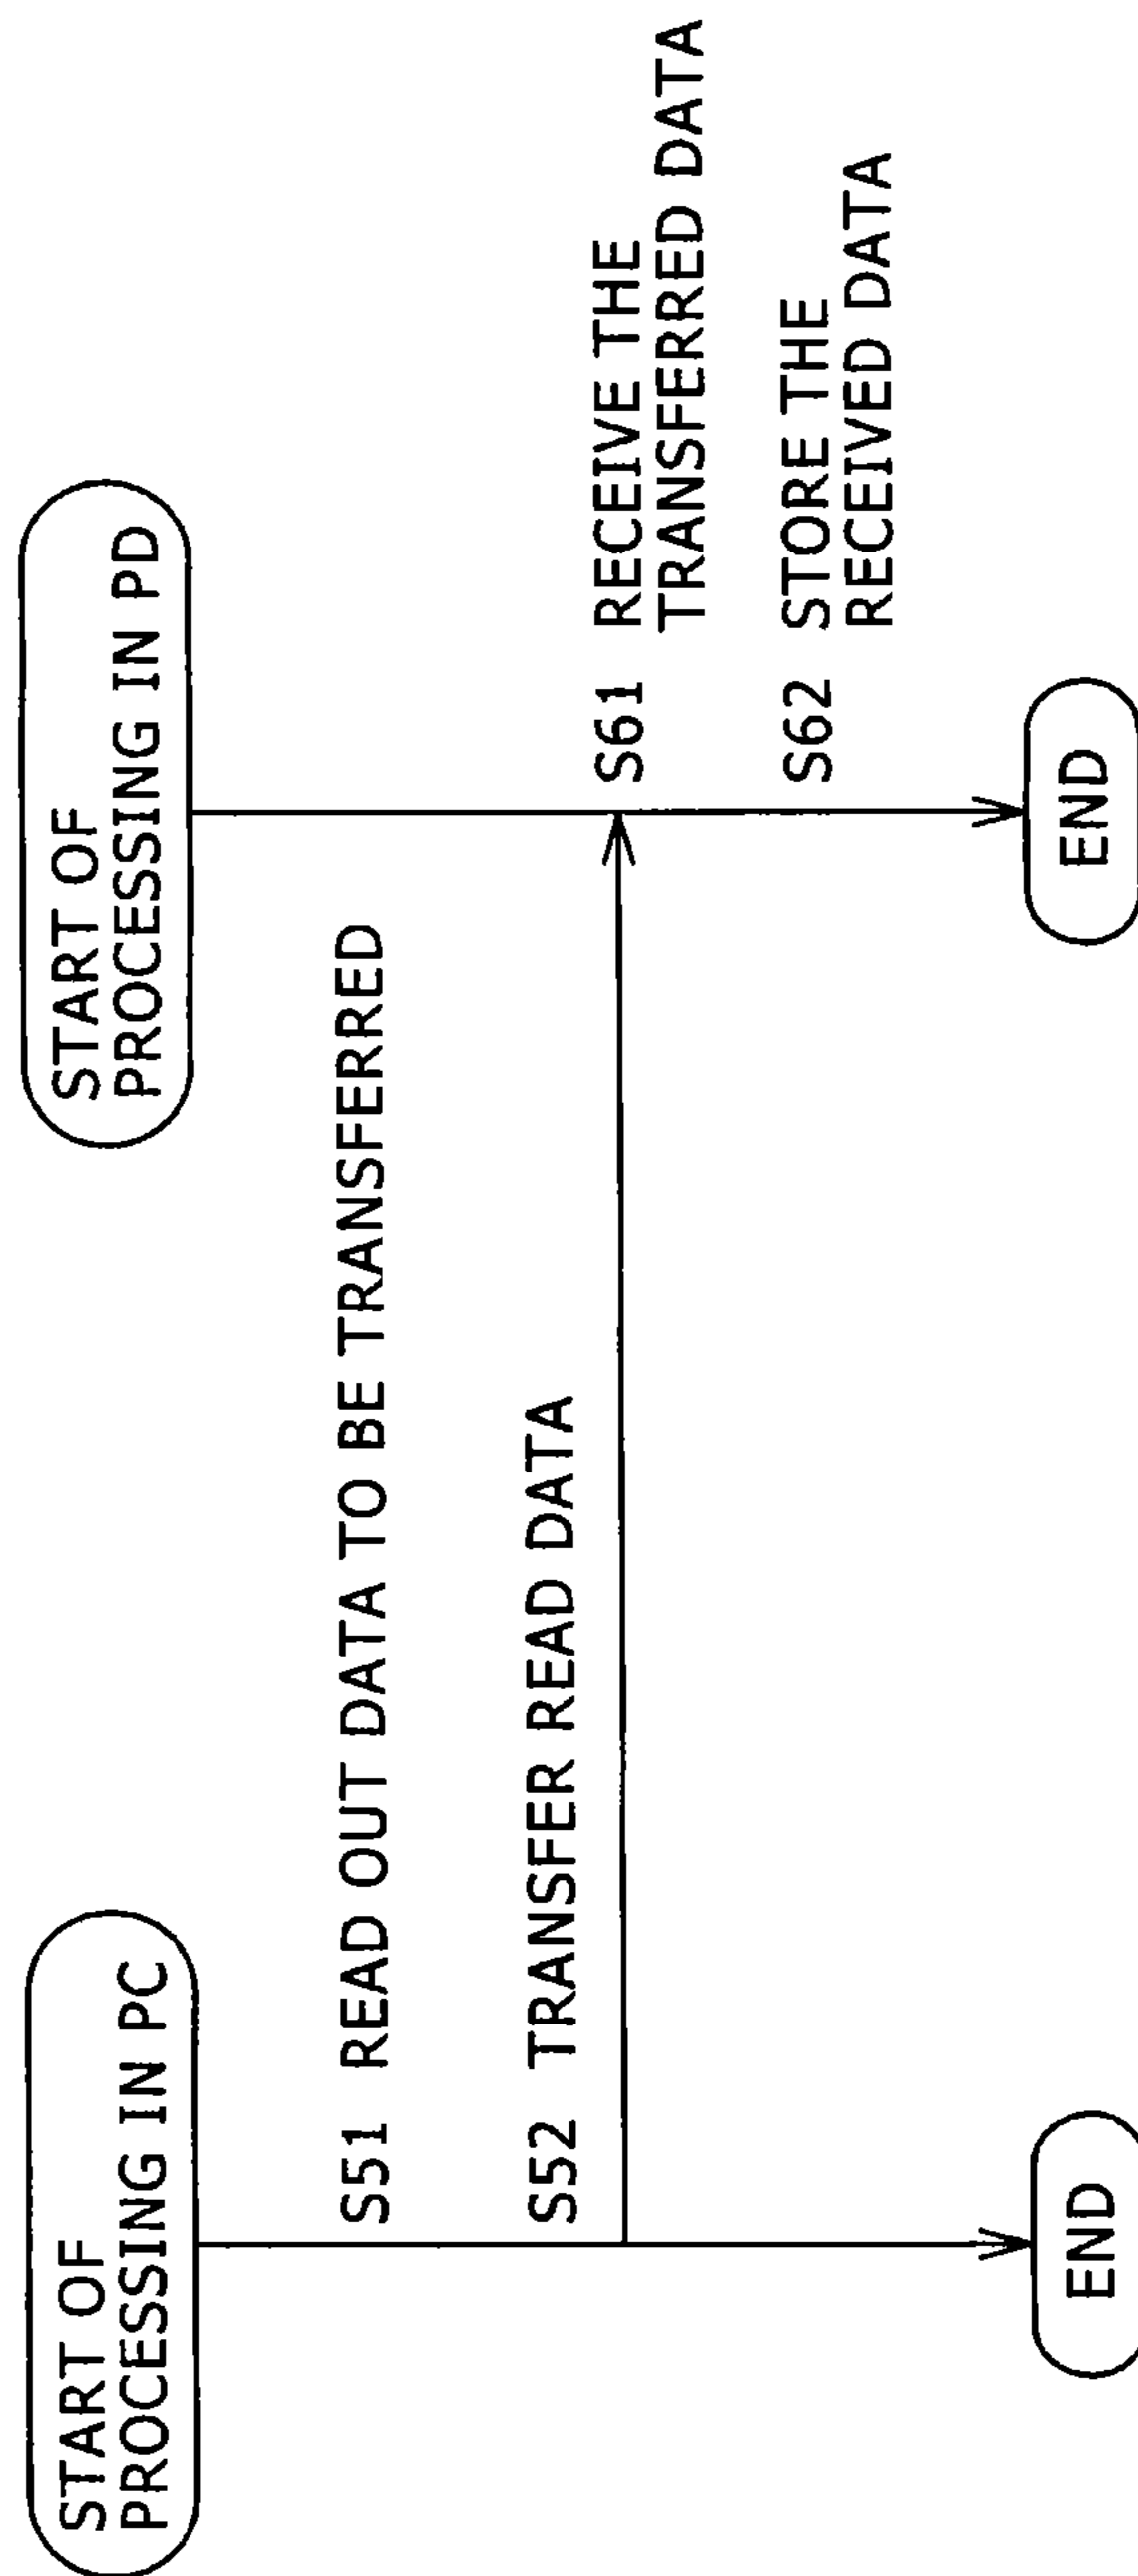 START OF
PROCESSING IN PC
S51 READ OUT DATA TO BE TRANSFERRED
S52 TRANSFER READ DATA
END
START OF
PROCESSING IN PD
S61 RECEIVE THE
TRANSFERRED DATA
S62 STORE THE
RECEIVED DATA
END